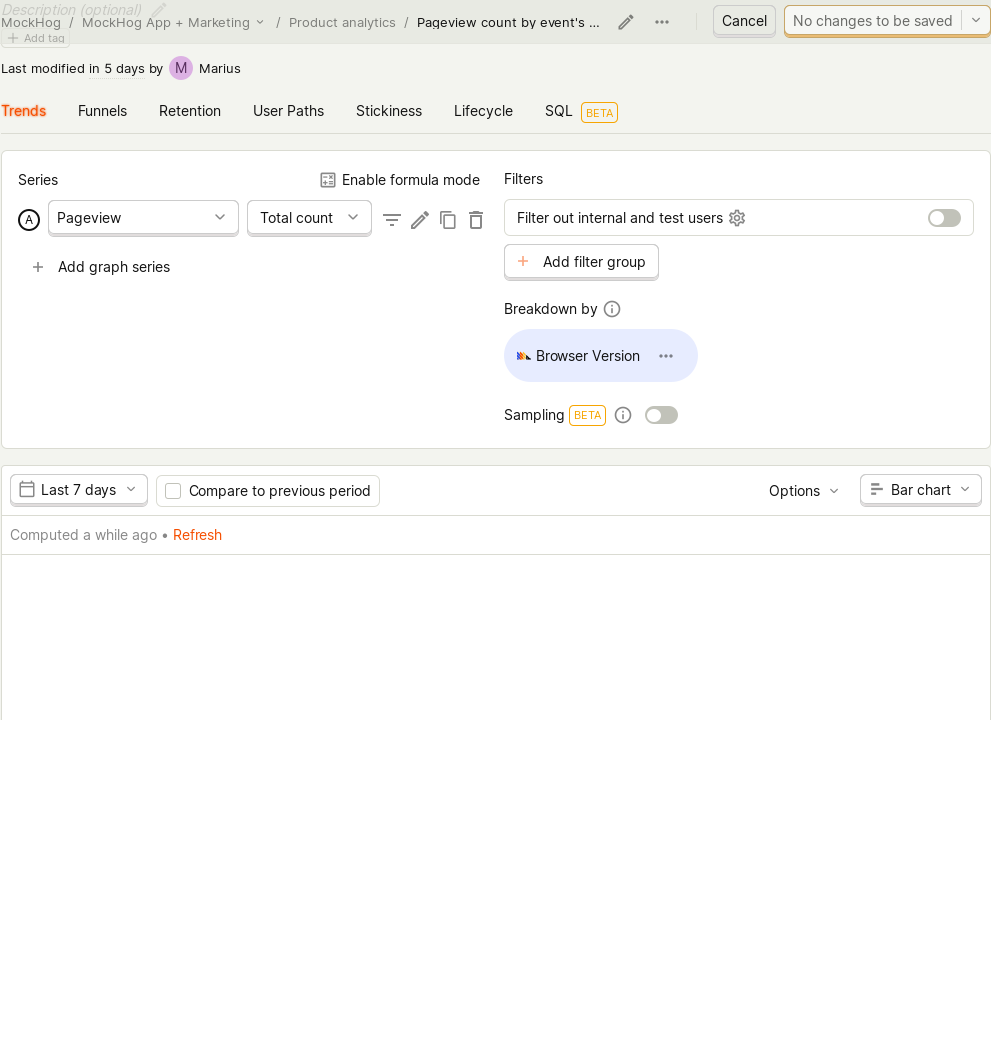 Description (optional)
MockHog / MockHog App + Marketing / Product analytics / Pageview count by event's ...
Cancel
No changes to be saved
Add tag
Last modified in 5 days by M Marius
Trends Funnels Retention User Paths Stickiness Lifecycle SQL BETA
Series
Enable formula mode
A Pageview Total count
Add graph series
Filters
Filter out internal and test users
Add filter group
Breakdown by
Browser Version
Sampling BETA
Last 7 days
Compare to previous period
Options
Bar chart
Computed a while ago • Refresh